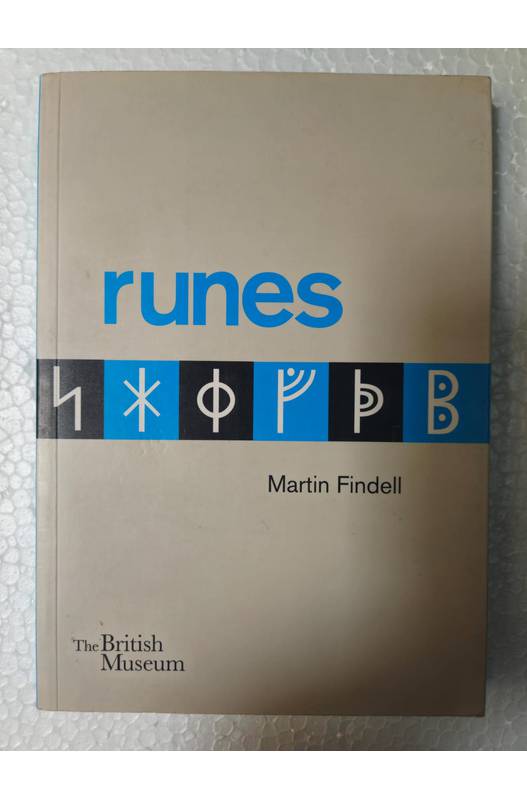 runes
ᛋ ᚼ ᛰ ᚡ ᚧ ᛔ
Martin Findell
The British
Museum